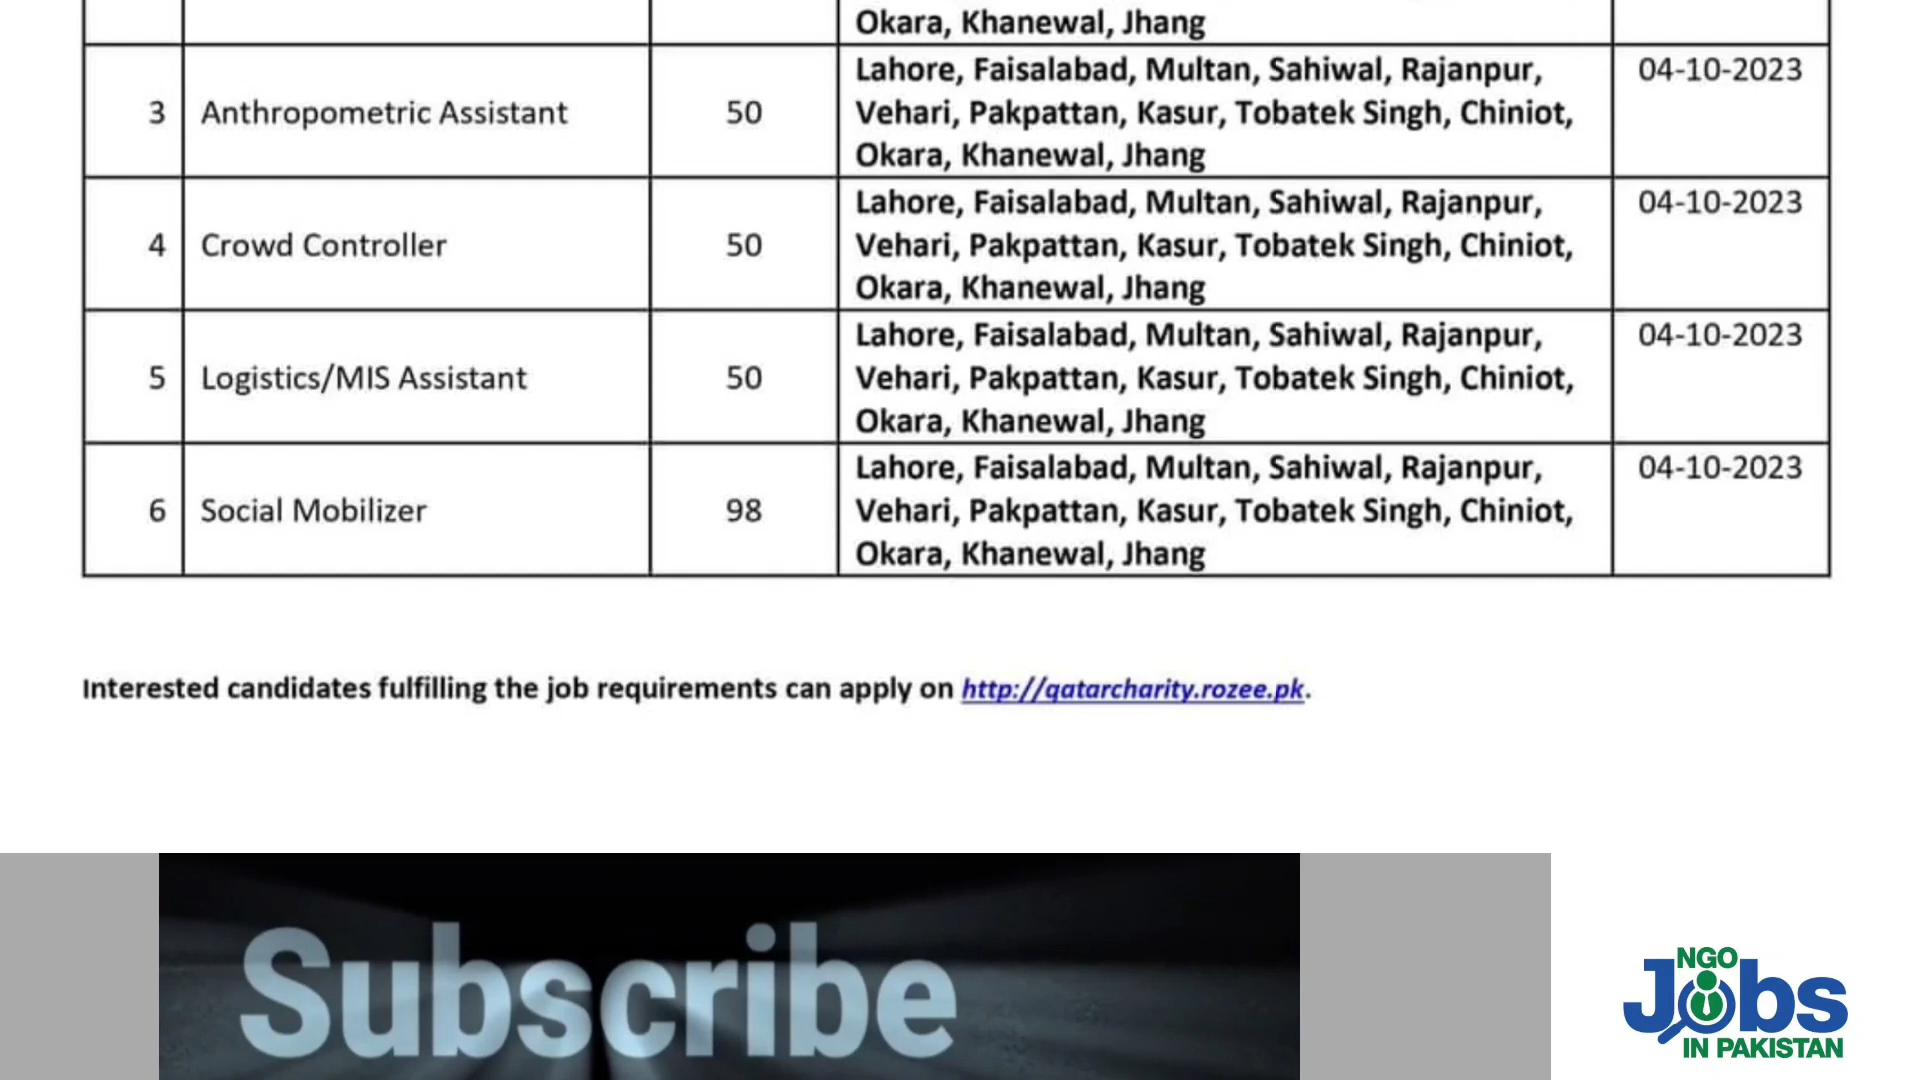 Okara, Khanewal, Jhang
3 Anthropometric Assistant 50 Lahore, Faisalabad, Multan, Sahiwal, Rajanpur, 04-10-2023
Vehari, Pakpattan, Kasur, Tobatek Singh, Chiniot,
Okara, Khanewal, Jhang
4 Crowd Controller 50 Lahore, Faisalabad, Multan, Sahiwal, Rajanpur, 04-10-2023
Vehari, Pakpattan, Kasur, Tobatek Singh, Chiniot,
Okara, Khanewal, Jhang
5 Logistics/MIS Assistant 50 Lahore, Faisalabad, Multan, Sahiwal, Rajanpur, 04-10-2023
Vehari, Pakpattan, Kasur, Tobatek Singh, Chiniot,
Okara, Khanewal, Jhang
6 Social Mobilizer 98 Lahore, Faisalabad, Multan, Sahiwal, Rajanpur, 04-10-2023
Vehari, Pakpattan, Kasur, Tobatek Singh, Chiniot,
Okara, Khanewal, Jhang
Interested candidates fulfilling the job requirements can apply on http://qatarcharity.rozee.pk.
Subscribe
NGO
Jobs
IN PAKISTAN